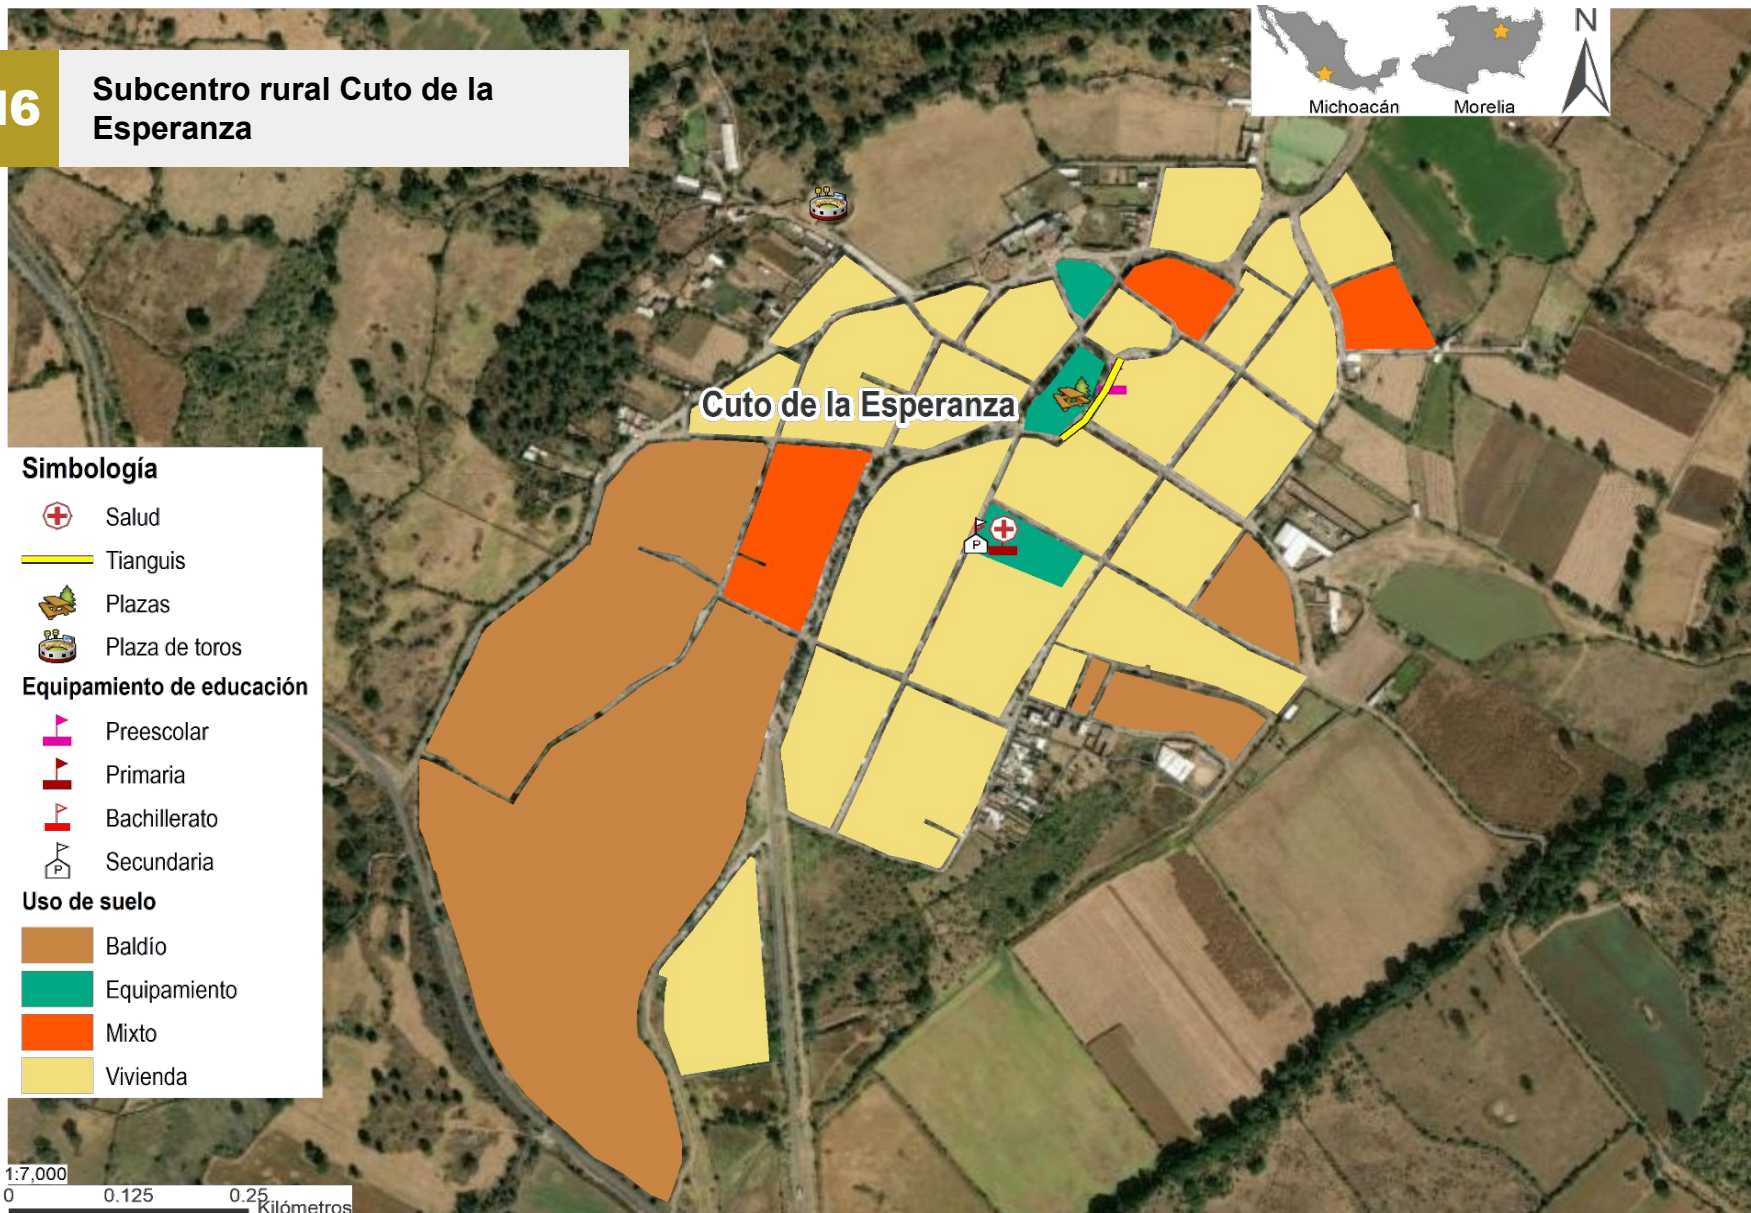 16
Subcentro rural Cuto de la
Esperanza
Michoacán
Morelia
N
Cuto de la Esperanza
P
Simbología
Salud
Tianguis
Plazas
Plaza de toros
Equipamiento de educación
Preescolar
Primaria
Bachillerato
P
Secundaria
Uso de suelo
Baldío
Equipamiento
Mixto
Vivienda
1:7,000
0 0.125 0.25
Kilómetros